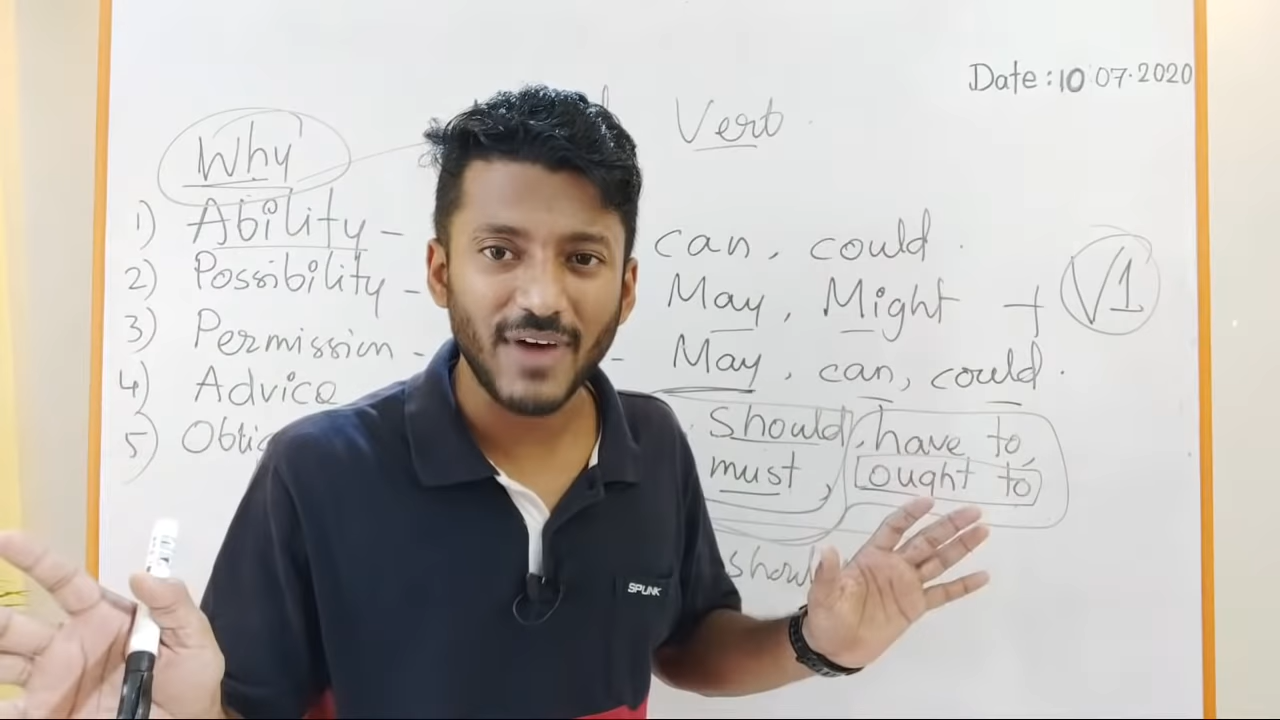 Date : 10 07.2020
Verb
Why
1) Ability - can, could.
2) Possibility - May, Might + V1
3) Permission - - May, can, could.
4) Advice should, have to,
5) must, ought to
SPUNK